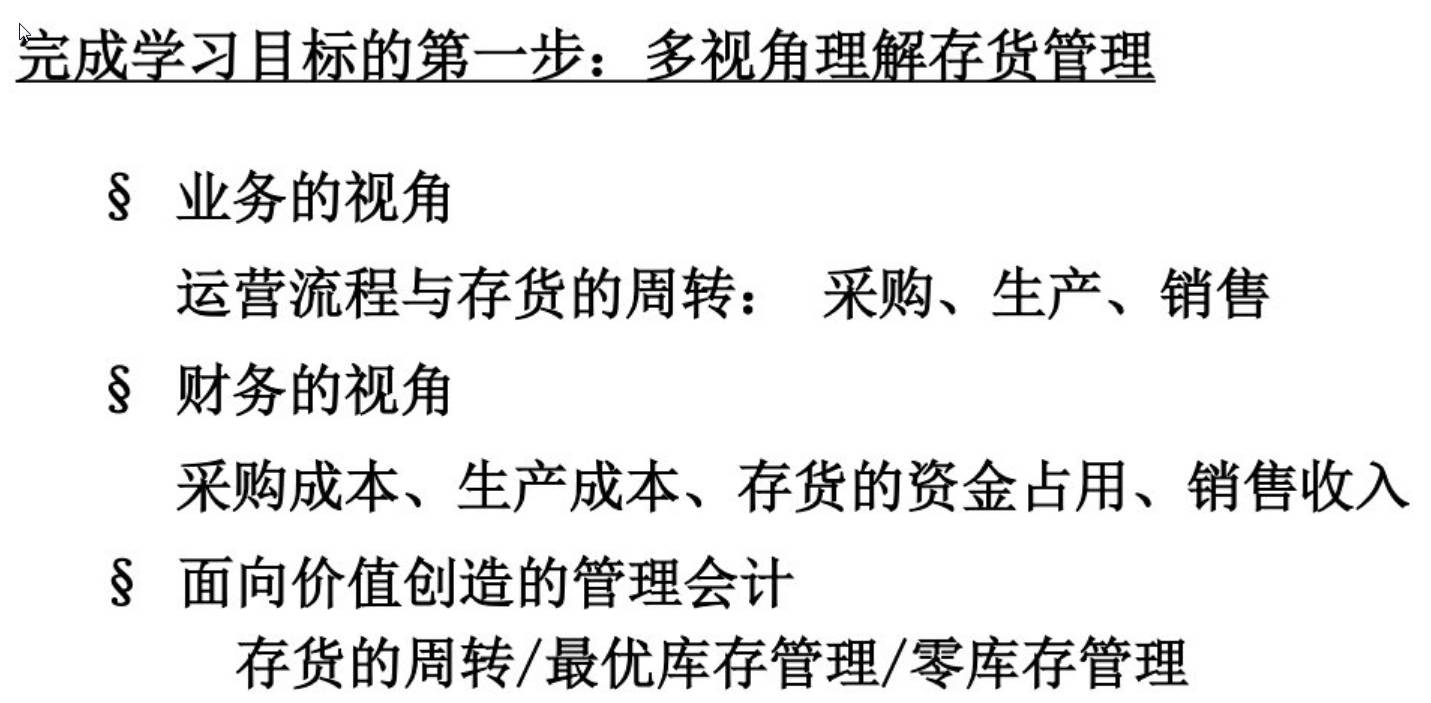 完成学习目标的第一步：多视角理解存货管理
§ 业务的视角
运营流程与存货的周转： 采购、生产、销售
§ 财务的视角
采购成本、生产成本、存货的资金占用、销售收入
§ 面向价值创造的管理会计
存货的周转/最优库存管理/零库存管理